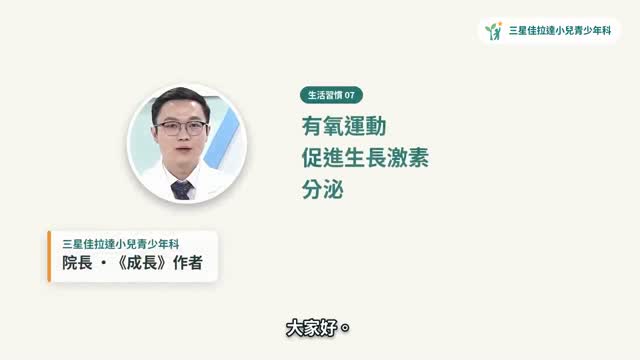 三星佳拉達小兒青少年科
生活習慣 07
有氧運動
促進生長激素
分泌
三星佳拉達小兒青少年科
院長・《成長》作者
大家好。